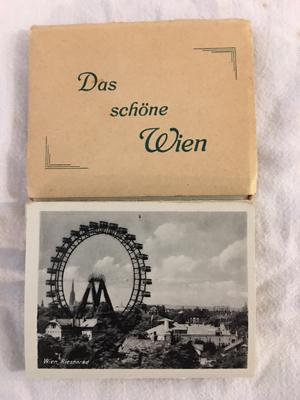 Das
schöne
Wien
Wien, Riesenrad